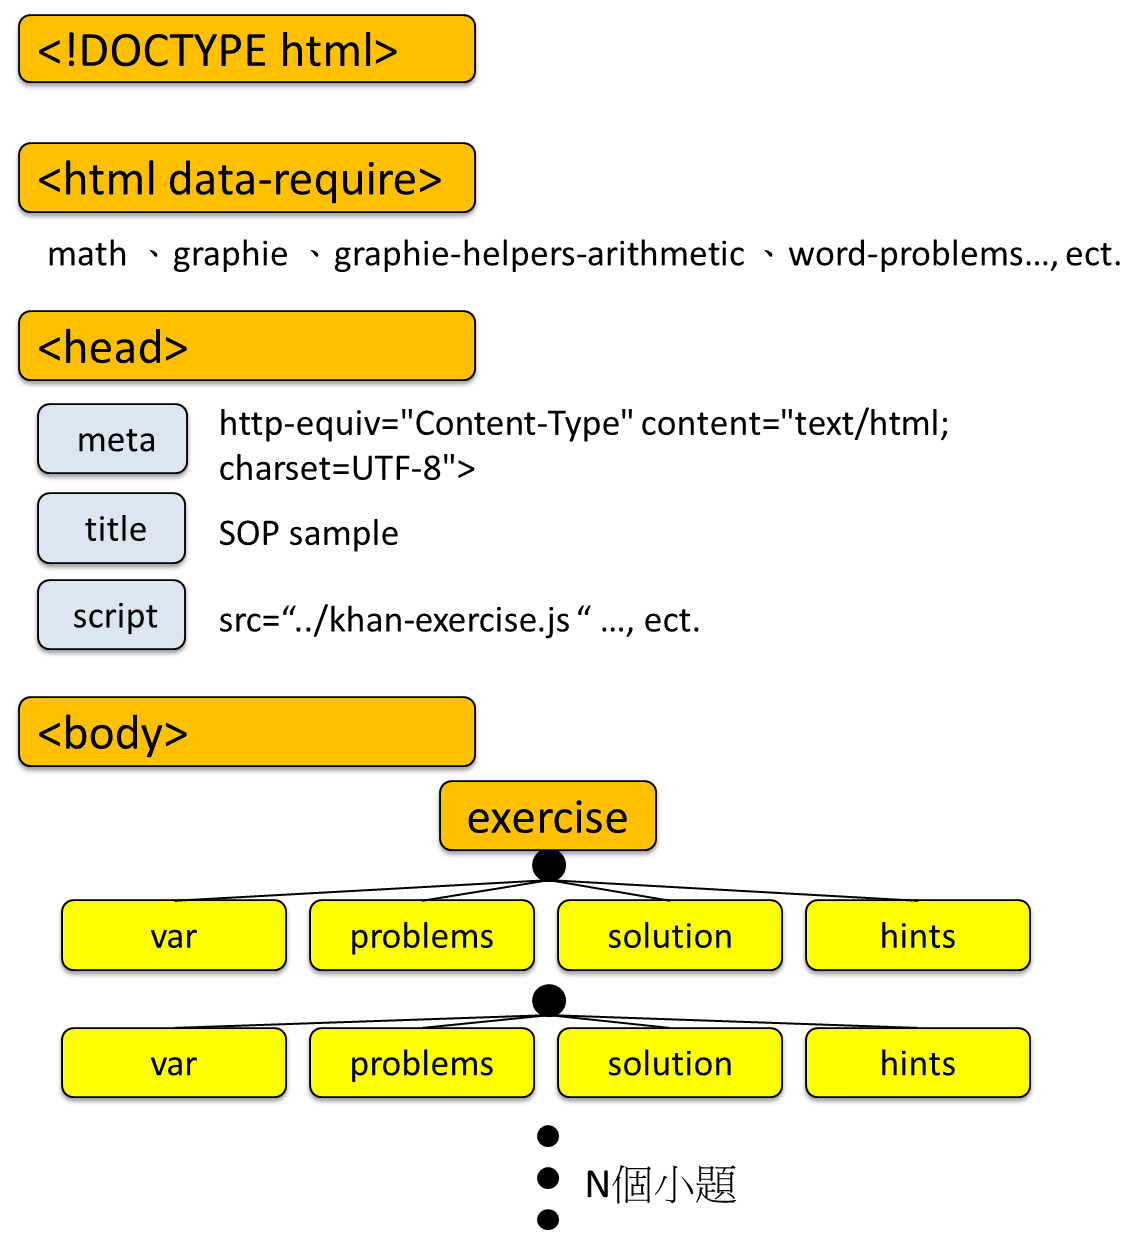 <!DOCTYPE html>
<html data-require>
math 、graphie 、graphie-helpers-arithmetic 、word-problems…, ect.
<head>
meta
http-equiv="Content-Type" content="text/html;
charset=UTF-8">
title
SOP sample
script
src=“../khan-exercise.js “ …, ect.
<body>
exercise
var problems solution hints
var problems solution hints
N個小題